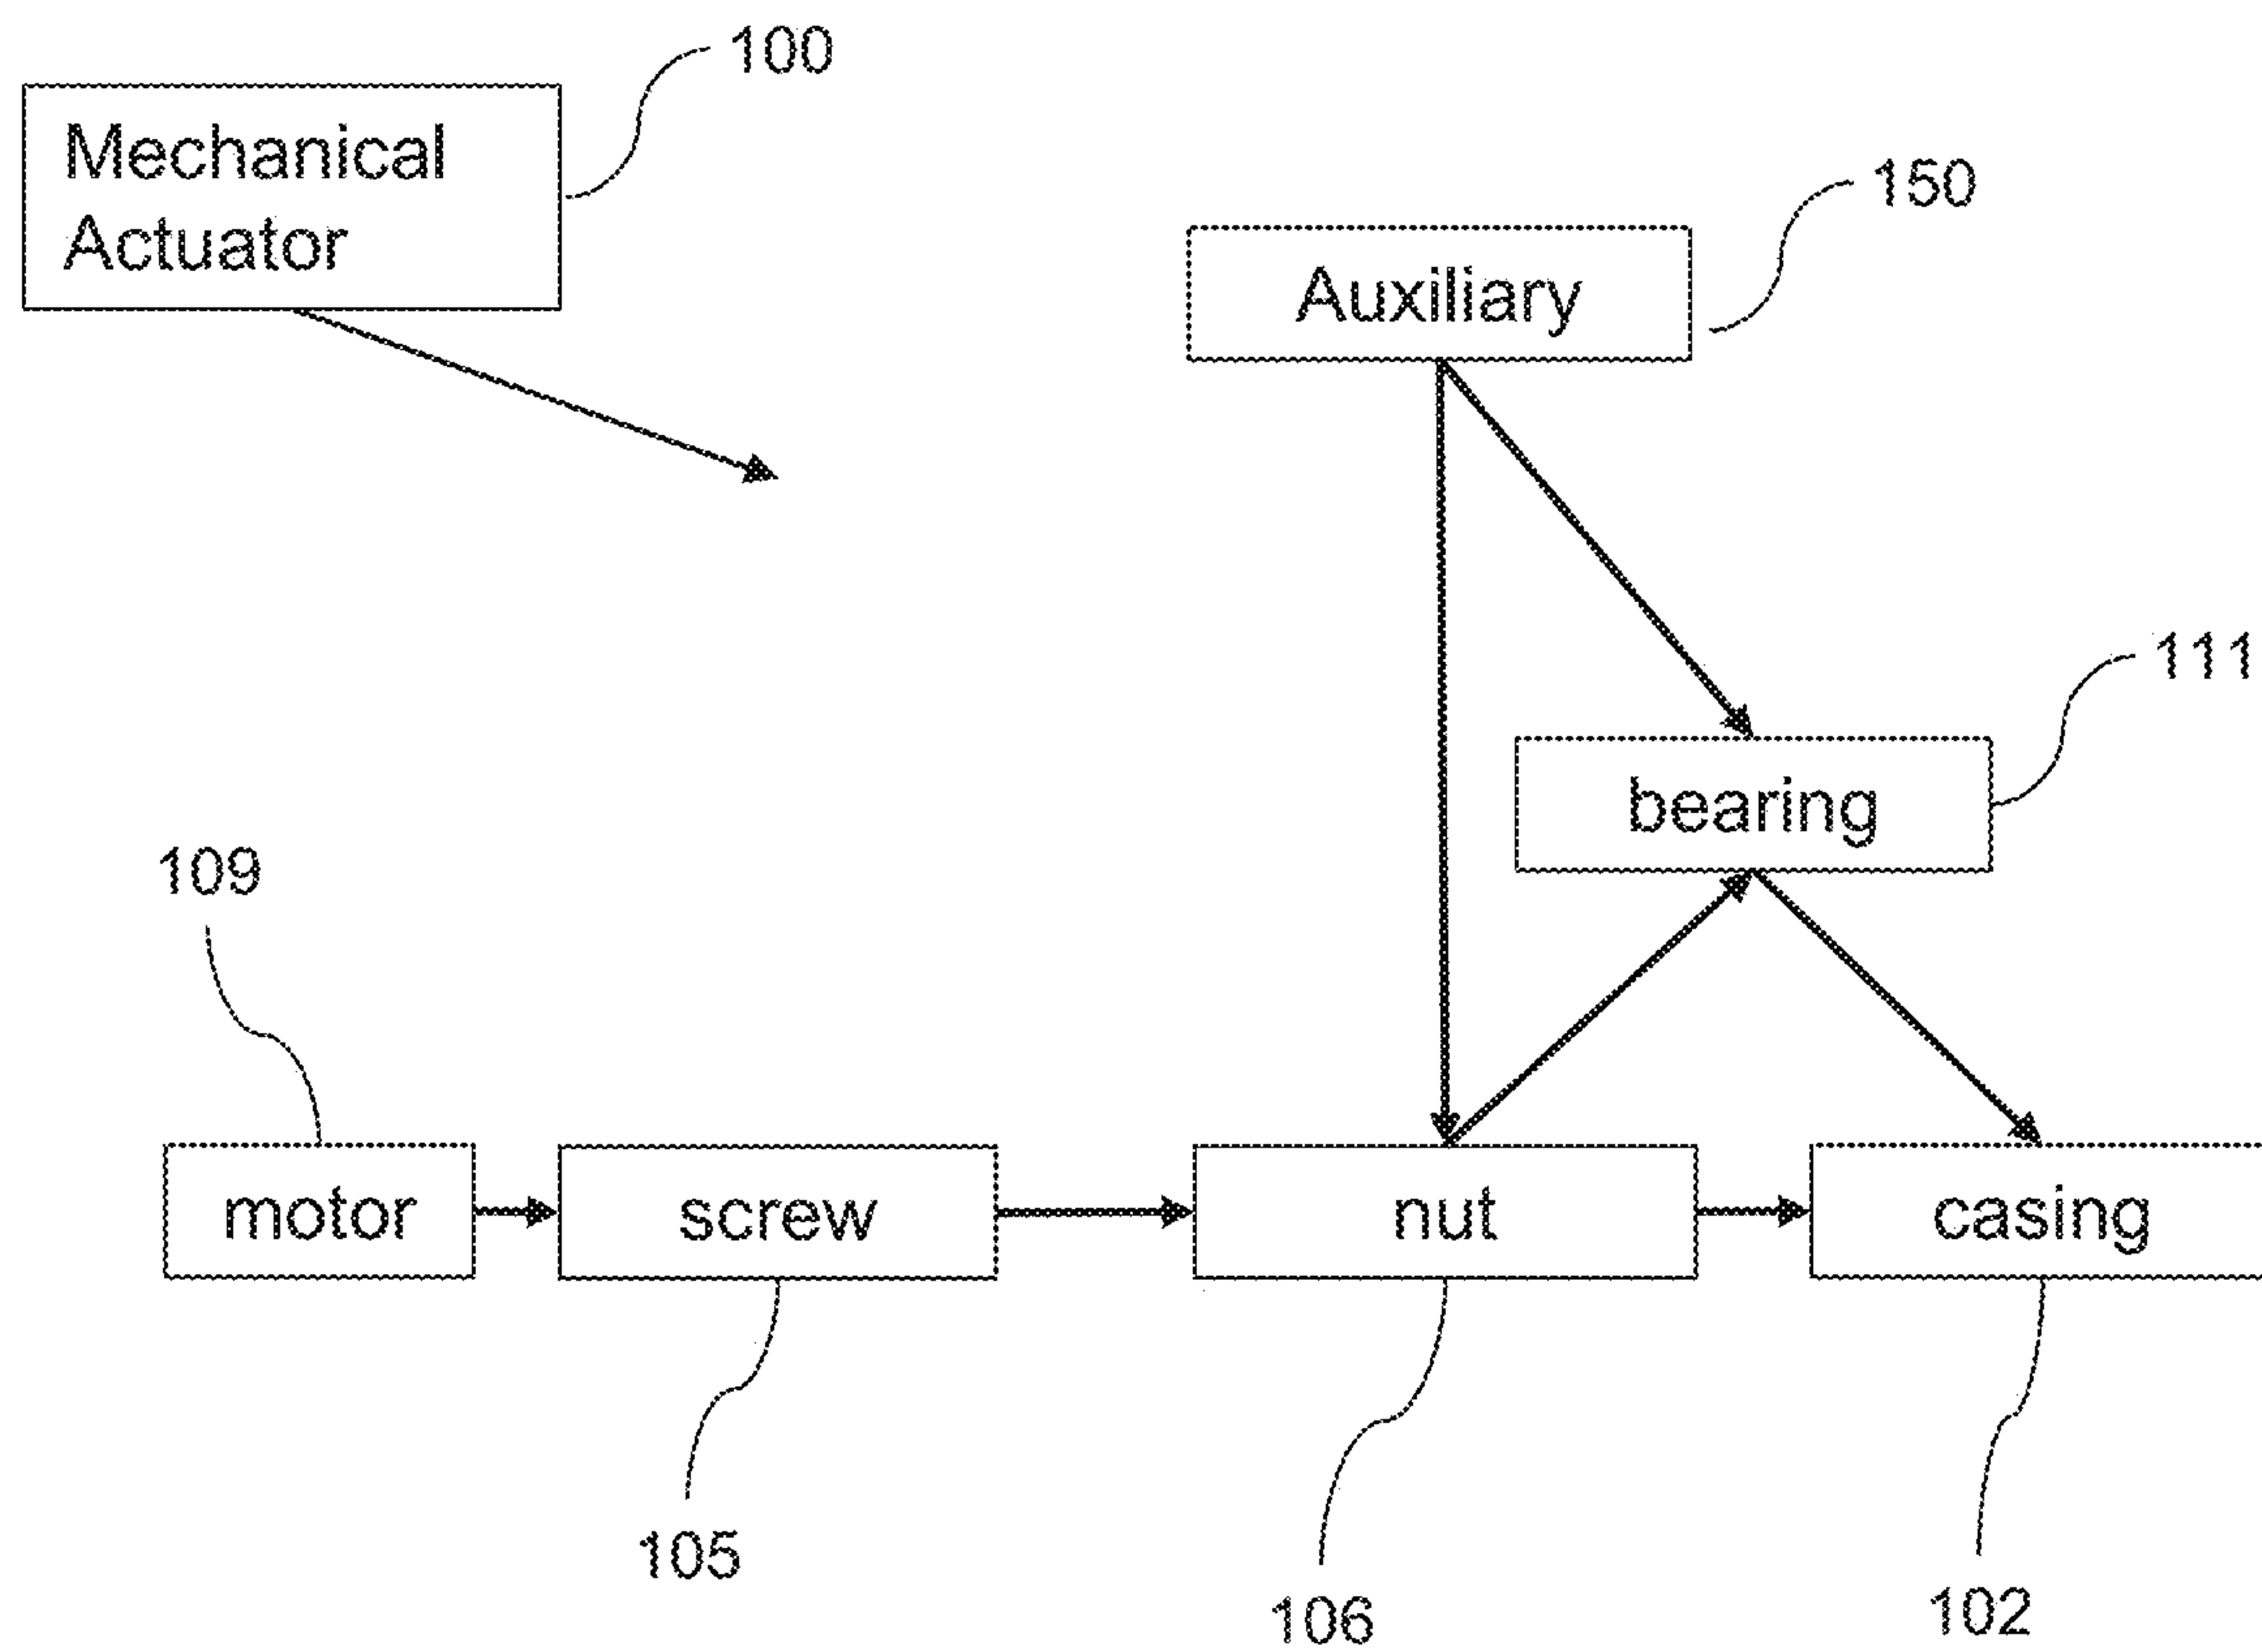 100
Mechanical
Actuator
150
Auxiliary
111
bearing
109
motor
screw
nut
casing
105
106
102